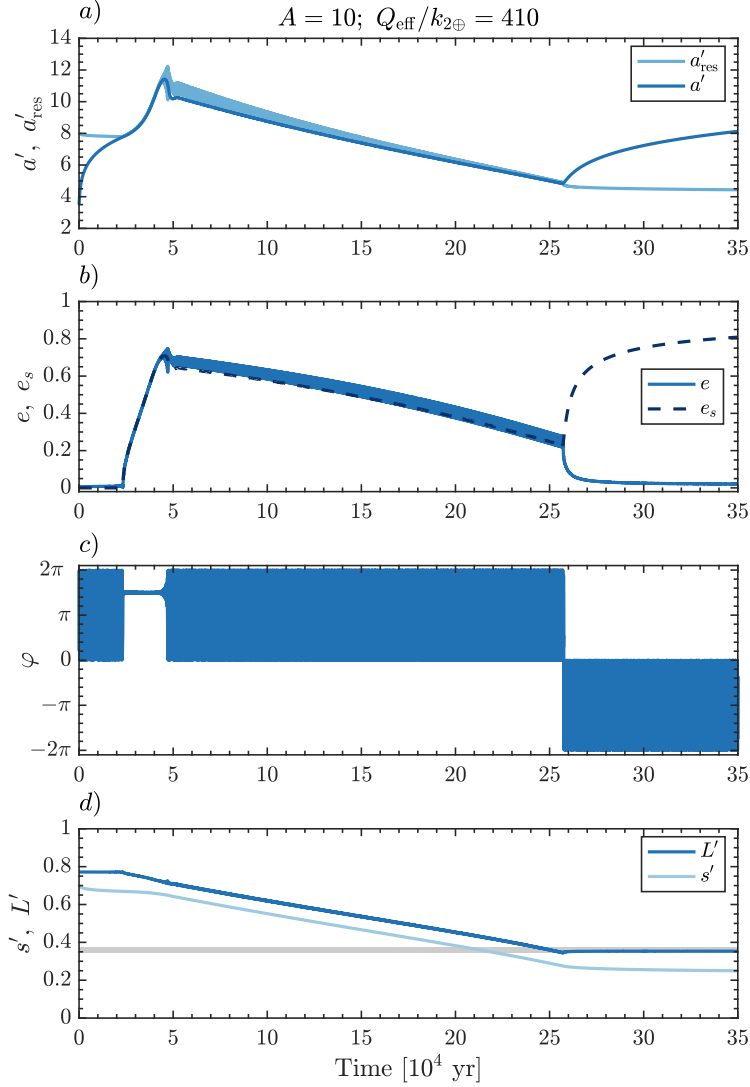 A = 10; Q_eff/k_2⊕ = 410
a)
14
12
10
8
6
4
2
a′, a′_res
a′_res
a′
0 5 10 15 20 25 30 35
b)
1
0.8
0.6
0.4
0.2
0
e, e_s
e
e_s
0 5 10 15 20 25 30 35
c)
2π
π
0
−π
−2π
φ
0 5 10 15 20 25 30 35
d)
1
0.8
0.6
0.4
0.2
0
s′, L′
L′
s′
0 5 10 15 20 25 30 35
Time [10⁴ yr]